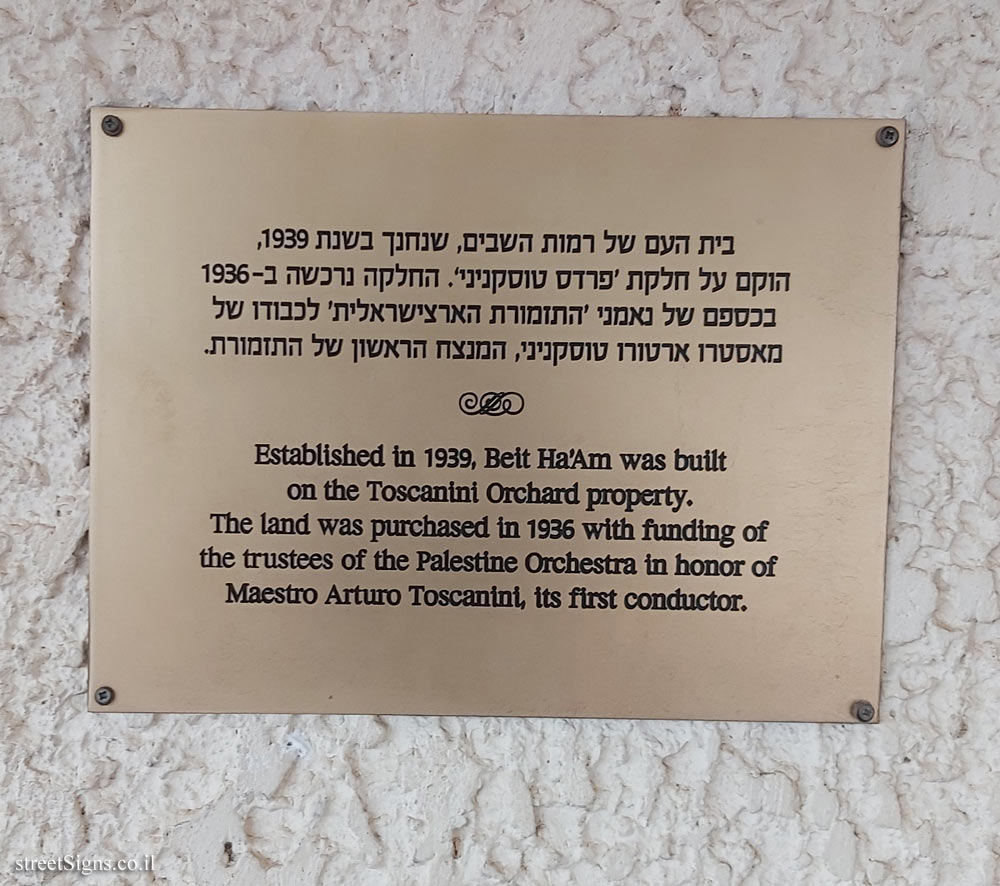 בית העם של רמות השבים, שנחנך בשנת 1939,
הוקם על חלקת 'פרדס טוסקניני'. החלקה נרכשה ב-1936
בכספם של נאמני 'התזמורת הארצישראלית' לכבודו של
מאסטרו ארטורו טוסקניני, המנצח הראשון של התזמורת.
Established in 1939, Beit Ha'Am was built
on the Toscanini Orchard property.
The land was purchased in 1936 with funding of
the trustees of the Palestine Orchestra in honor of
Maestro Arturo Toscanini, its first conductor.
streetSigns.co.il